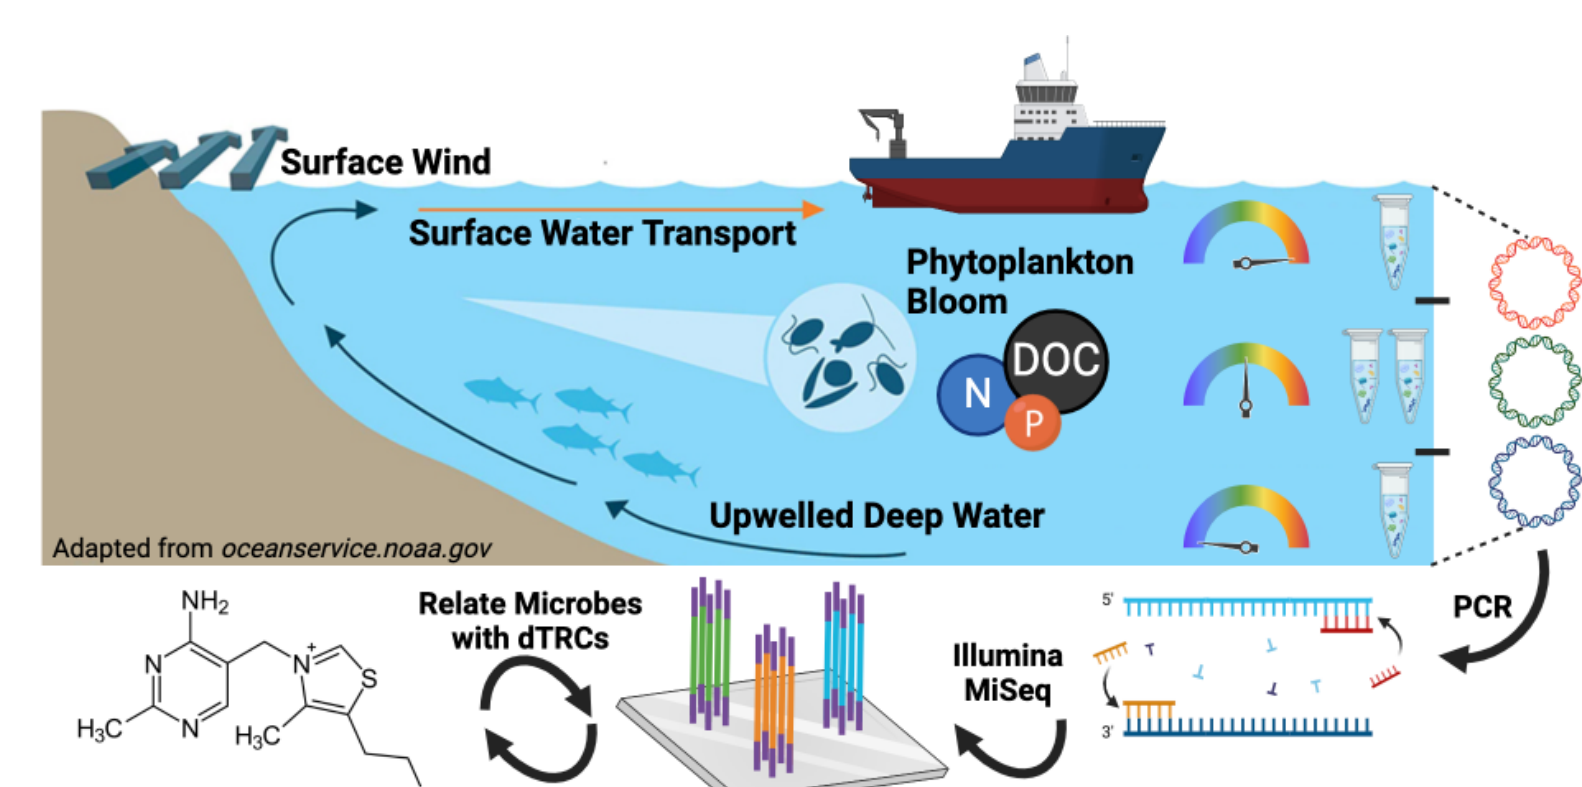 Surface Wind
Surface Water Transport
Phytoplankton
Bloom
DOC
N
P
Upwelled Deep Water
Adapted from oceanservice.noaa.gov
NH₂
N
N
H₃C
N
+
S
H₃C
Relate Microbes
with dTRCs
Illumina
MiSeq
5'
3'
PCR